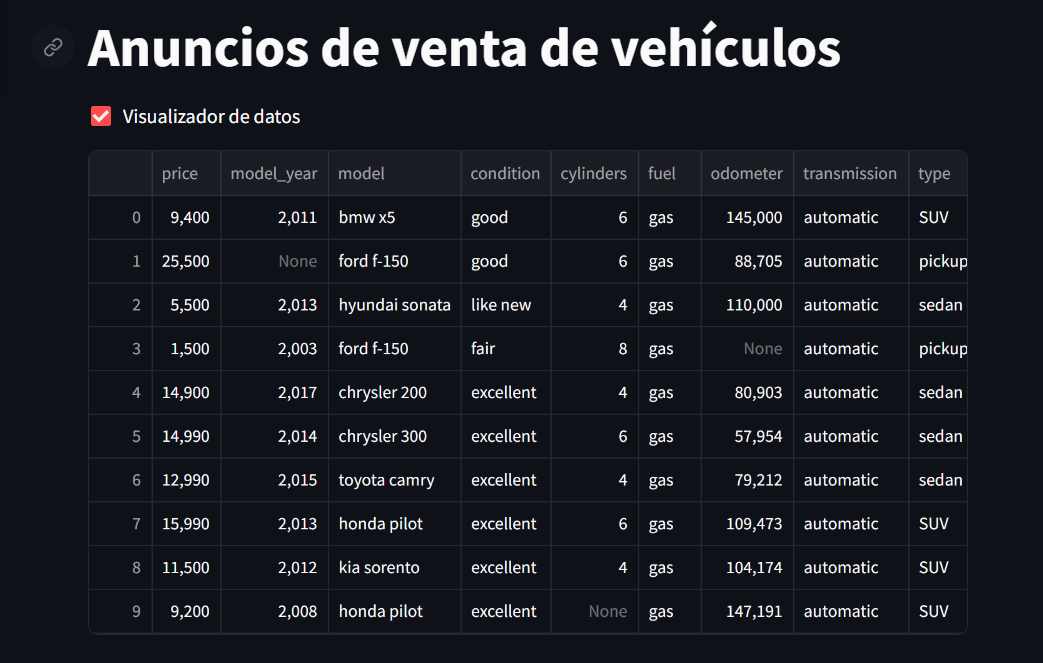 Anuncios de venta de vehículos
Visualizador de datos
price model_year model condition cylinders fuel odometer transmission type
0 9,400 2,011 bmw x5 good 6 gas 145,000 automatic SUV
1 25,500 None ford f-150 good 6 gas 88,705 automatic pickup
2 5,500 2,013 hyundai sonata like new 4 gas 110,000 automatic sedan
3 1,500 2,003 ford f-150 fair 8 gas None automatic pickup
4 14,900 2,017 chrysler 200 excellent 4 gas 80,903 automatic sedan
5 14,990 2,014 chrysler 300 excellent 6 gas 57,954 automatic sedan
6 12,990 2,015 toyota camry excellent 4 gas 79,212 automatic sedan
7 15,990 2,013 honda pilot excellent 6 gas 109,473 automatic SUV
8 11,500 2,012 kia sorento excellent 4 gas 104,174 automatic SUV
9 9,200 2,008 honda pilot excellent None gas 147,191 automatic SUV